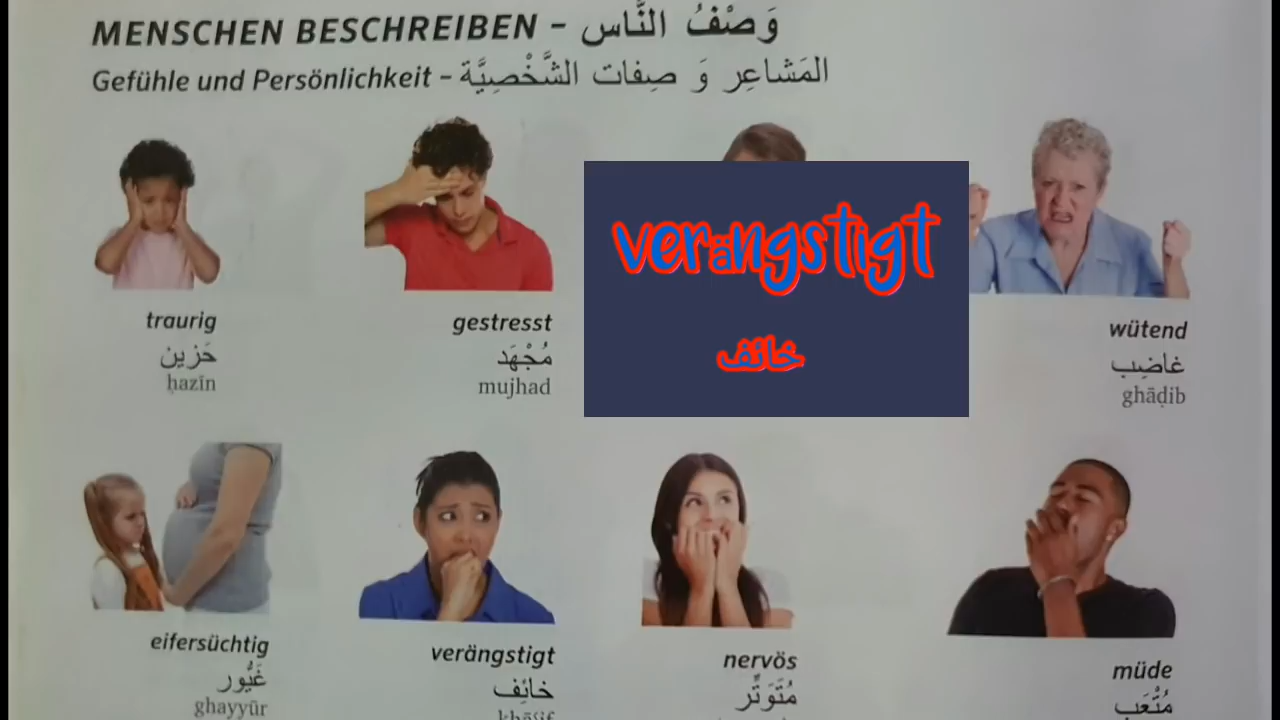 MENSCHEN BESCHREIBEN – وَصْفُ النَّاس
Gefühle und Persönlichkeit – المَشاعِر وَ صِفات الشَّخْصِيَّة
verängstigt
خائف
traurig
حَزين
ḥazīn
gestresst
مُجْهَد
mujhad
wütend
غاضِب
ghāḍib
eifersüchtig
غَيُّور
ghayyūr
verängstigt
خائِف
nervös
مُتَوَتِّر
müde
مُتْعَب